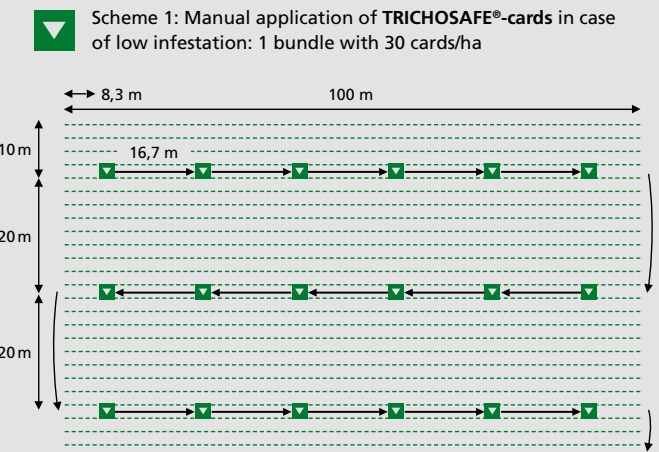 Scheme 1: Manual application of TRICHOSAFE®-cards in case
of low infestation: 1 bundle with 30 cards/ha
8,3 m
100 m
10 m
16,7 m
20 m
20 m